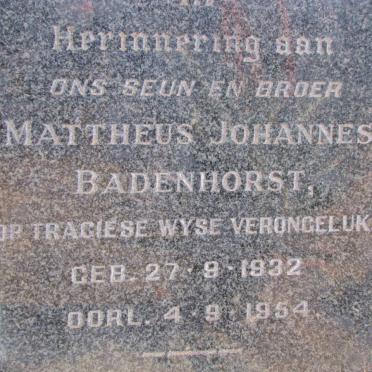 In
Herinnering aan
ONS SEUN EN BROER
MATTHEUS JOHANNES
BADENHORST,
OP TRAGIESE WYSE VERONGELUK
GEB. 27·9·1932
OORL. 4·9·1954.